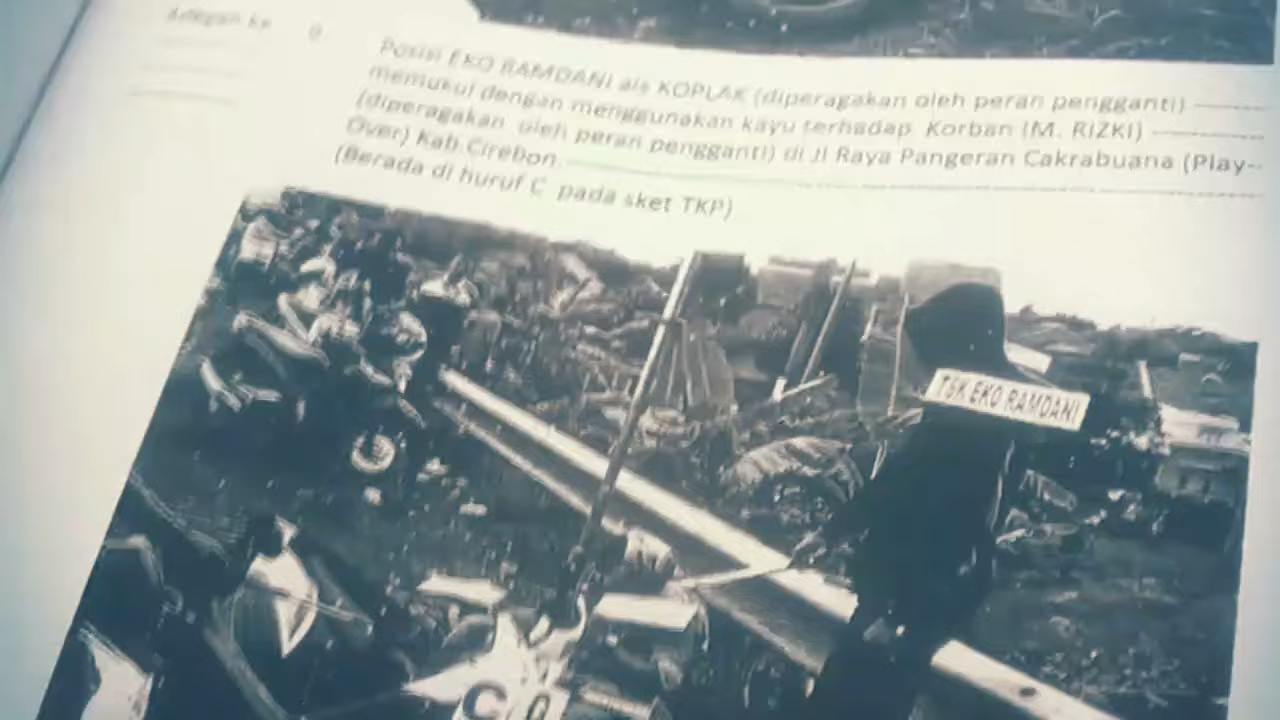 Adegan ke 9
Posisi EKO RAMDANI als KOPLAK (diperagakan oleh peran pengganti)
memukul dengan menggunakan kayu terhadap Korban (M. RIZKI)
(diperagakan oleh peran pengganti) di Jl Raya Pangeran Cakrabuana (Play--
Over) Kab.Cirebon.
(Berada di huruf C pada sket TKP)
TSK EKO RAMDANI
C